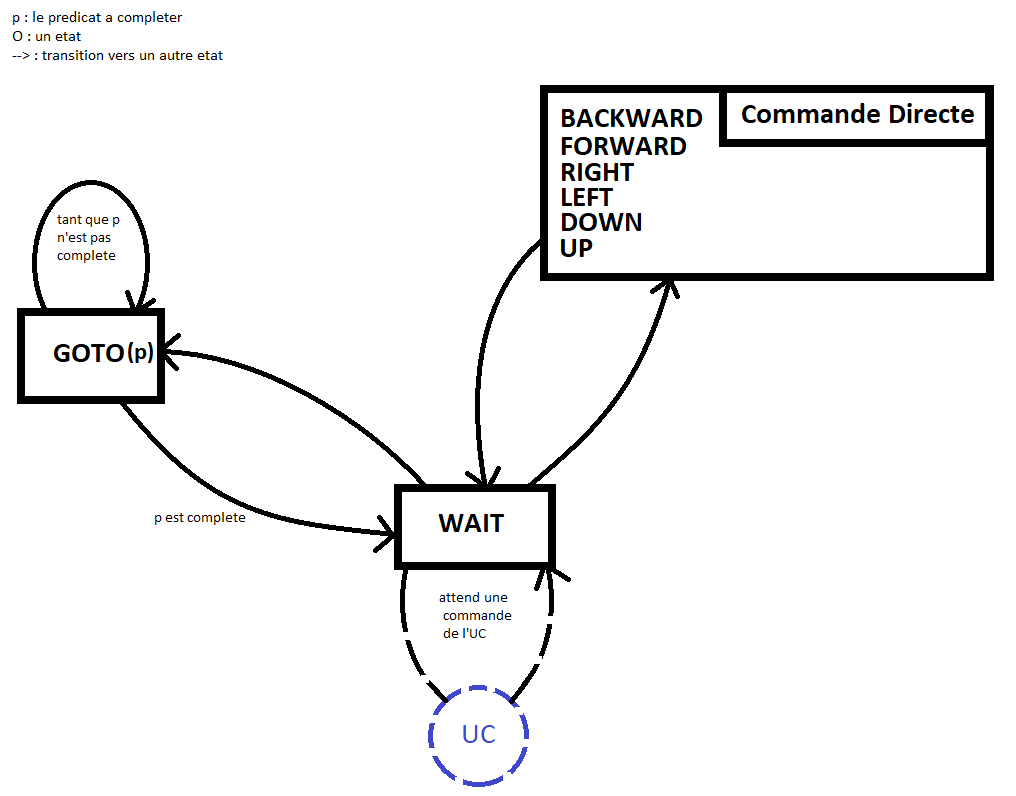 p : le predicat a completer
O : un etat
--> : transition vers un autre etat
BACKWARD
FORWARD
RIGHT
LEFT
DOWN
UP
Commande Directe
tant que p
n'est pas
complete
GOTO(p)
p est complete
WAIT
attend une
commande
de l'UC
UC